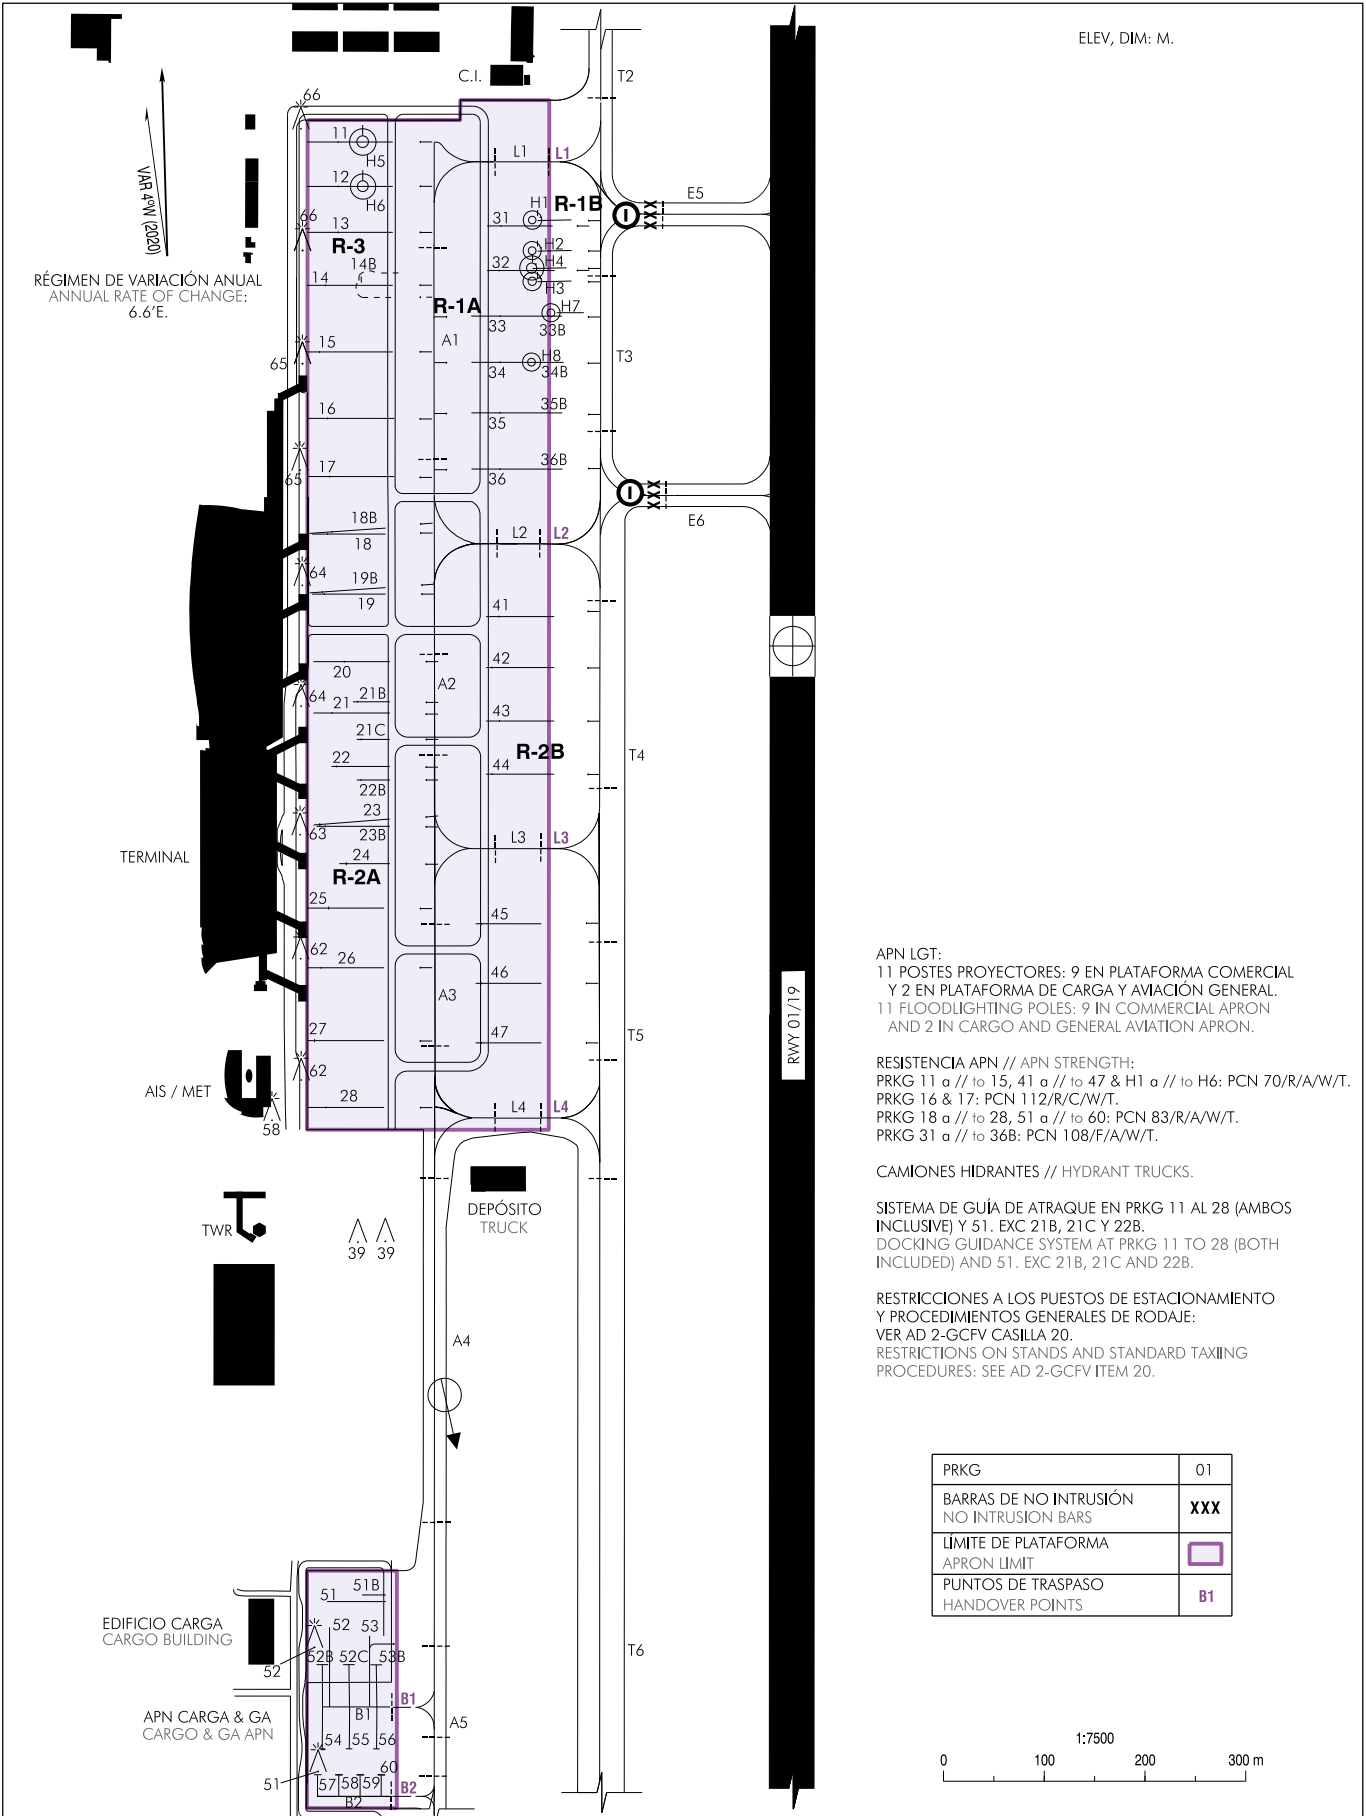 ELEV, DIM: M.
C.I.
T2
66
11
H5
L1
L1
12
H6
VAR 4°W (2020)
H1
R-1B
E5
I
XXX
66
13
31
R-3
H2
14B
32
H4
RÉGIMEN DE VARIACIÓN ANUAL
ANNUAL RATE OF CHANGE:
6.6'E.
14
H3
R-1A
H7
33
33B
15
A1
T3
65
H8
34
34B
16
35B
35
17
36B
65
36
I
XXX
18B
E6
18
L2
L2
64
19B
19
41
20
42
64
21B
A2
21
43
21C
R-2B
T4
22
44
22B
23
63
23B
L3
L3
TERMINAL
24
R-2A
25
45
62
26
46
A3
27
47
T5
62
RWY 01/19
AIS / MET
28
L4
L4
58
APN LGT:
11 POSTES PROYECTORES: 9 EN PLATAFORMA COMERCIAL
Y 2 EN PLATAFORMA DE CARGA Y AVIACIÓN GENERAL.
11 FLOODLIGHTING POLES: 9 IN COMMERCIAL APRON
AND 2 IN CARGO AND GENERAL AVIATION APRON.
RESISTENCIA APN // APN STRENGTH:
PRKG 11 a // to 15, 41 a // to 47 & H1 a // to H6: PCN 70/R/A/W/T.
PRKG 16 & 17: PCN 112/R/C/W/T.
PRKG 18 a // to 28, 51 a // to 60: PCN 83/R/A/W/T.
PRKG 31 a // to 36B: PCN 108/F/A/W/T.
CAMIONES HIDRANTES // HYDRANT TRUCKS.
SISTEMA DE GUÍA DE ATRAQUE EN PRKG 11 AL 28 (AMBOS
INCLUSIVE) Y 51. EXC 21B, 21C Y 22B.
DOCKING GUIDANCE SYSTEM AT PRKG 11 TO 28 (BOTH
INCLUDED) AND 51. EXC 21B, 21C AND 22B.
RESTRICCIONES A LOS PUESTOS DE ESTACIONAMIENTO
Y PROCEDIMIENTOS GENERALES DE RODAJE:
VER AD 2-GCFV CASILLA 20.
RESTRICTIONS ON STANDS AND STANDARD TAXIING
PROCEDURES: SEE AD 2-GCFV ITEM 20.
DEPÓSITO
TRUCK
TWR
39 39
A4
PRKG 01
BARRAS DE NO INTRUSIÓN
NO INTRUSION BARS
XXX
LÍMITE DE PLATAFORMA
APRON LIMIT
PUNTOS DE TRASPASO
HANDOVER POINTS
B1
51B
51
EDIFICIO CARGA
CARGO BUILDING
52
53
52
52B
52C
53B
T6
B1
B1
APN CARGA & GA
CARGO & GA APN
A5
54
55
56
60
51
57
58
59
B2
B2
1:7500
0 100 200 300 m